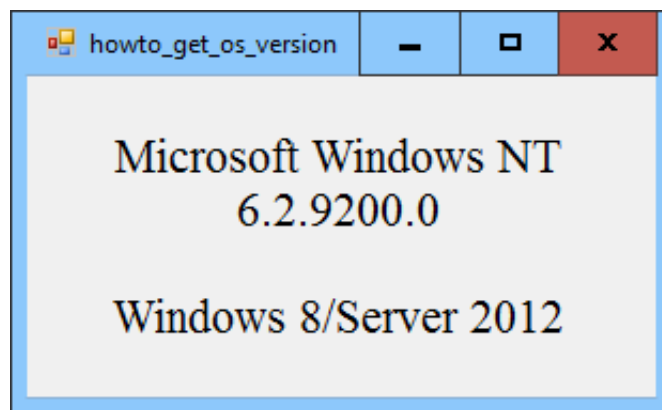 howto_get_os_version
Microsoft Windows NT
6.2.9200.0
Windows 8/Server 2012